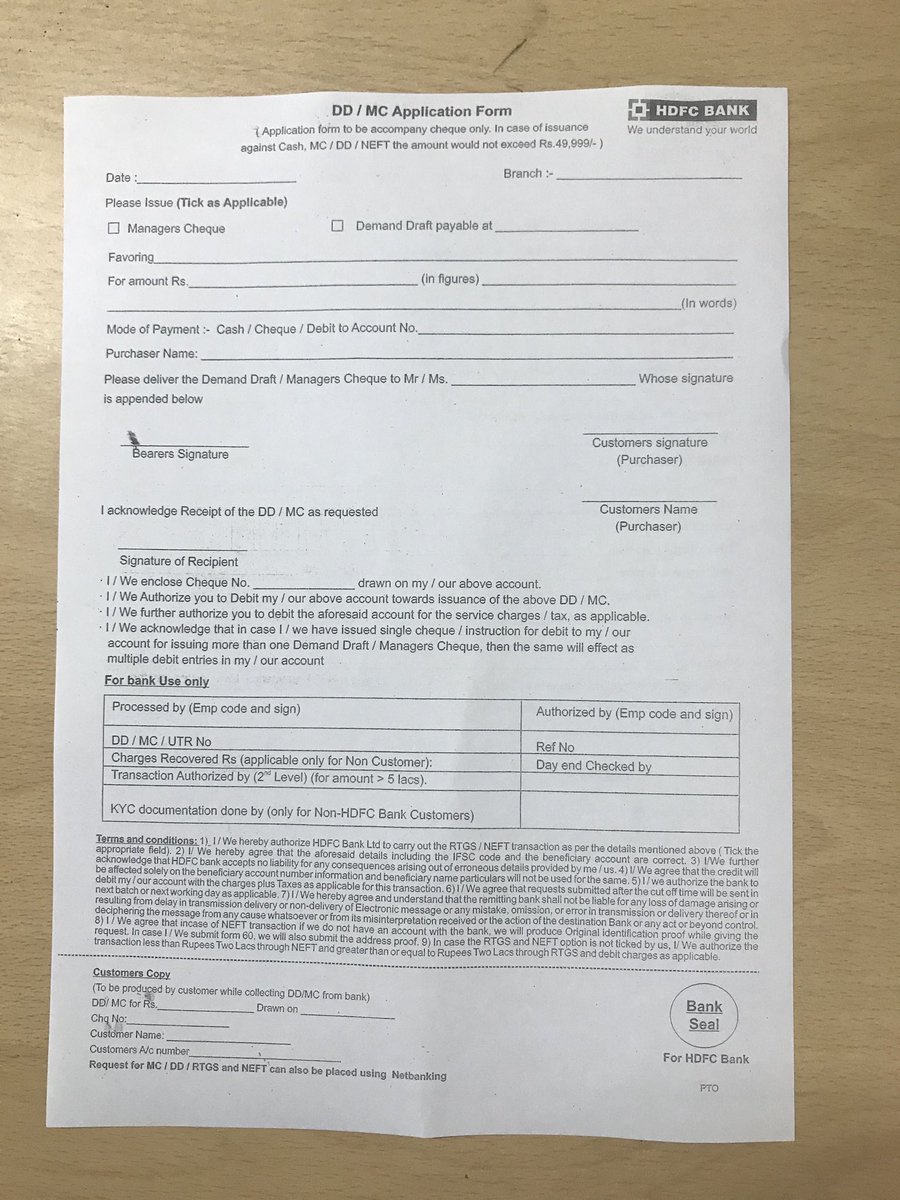 DD / MC Application Form
HDFC BANK
We understand your world
( Application form to be accompany cheque only. In case of issuance
against Cash, MC / DD / NEFT the amount would not exceed Rs.49,999/- )
Date : Branch :-
Please Issue (Tick as Applicable)
Managers Cheque Demand Draft payable at
Favoring
For amount Rs. (in figures)
(In words)
Mode of Payment :- Cash / Cheque / Debit to Account No.
Purchaser Name:
Please deliver the Demand Draft / Managers Cheque to Mr / Ms. Whose signature
is appended below
Bearers Signature Customers signature
(Purchaser)
I acknowledge Receipt of the DD / MC as requested Customers Name
(Purchaser)
Signature of Recipient
· I / We enclose Cheque No. drawn on my / our above account.
· I / We Authorize you to Debit my / our above account towards issuance of the above DD / MC.
· I / We further authorize you to debit the aforesaid account for the service charges / tax, as applicable.
· I / We acknowledge that in case I / we have issued single cheque / instruction for debit to my / our
account for issuing more than one Demand Draft / Managers Cheque, then the same will effect as
multiple debit entries in my / our account
For bank Use only
Processed by (Emp code and sign) Authorized by (Emp code and sign)
DD / MC / UTR No Ref No
Charges Recovered Rs (applicable only for Non Customer): Day end Checked by
Transaction Authorized by (2nd Level) (for amount > 5 lacs).
KYC documentation done by (only for Non-HDFC Bank Customers)
Terms and conditions: 1) I / We hereby authorize HDFC Bank Ltd to carry out the RTGS / NEFT transaction as per the details mentioned above ( Tick the
appropriate field). 2) I/ We hereby agree that the aforesaid details including the IFSC code and the beneficiary account are correct. 3) I/We further
acknowledge that HDFC bank accepts no liability for any consequences arising out of erroneous details provided by me / us. 4) I/ We agree that the credit will
be affected solely on the beneficiary account number information and beneficiary name particulars will not be used for the same. 5) I / we authorize the bank to
debit my / our account with the charges plus Taxes as applicable for this transaction. 6) I / We agree that requests submitted after the cut off time will be sent in
next batch or next working day as applicable. 7) I / We hereby agree and understand that the remitting bank shall not be liable for any loss of damage arising or
resulting from delay in transmission delivery or non-delivery of Electronic message or any mistake, omission, or error in transmission or delivery thereof or in
deciphering the message from any cause whatsoever or from its misinterpretation received or the action of the destination Bank or any act or beyond control.
8) I / We agree that incase of NEFT transaction if we do not have an account with the bank, we will produce Original identification proof while giving the
request. In case I / We submit form 60, we will also submit the address proof. 9) In case the RTGS and NEFT option is not ticked by us, I/ We authorize the
transaction less than Rupees Two Lacs through NEFT and greater than or equal to Rupees Two Lacs through RTGS and debit charges as applicable.
Customers Copy
(To be produced by customer while collecting DD/MC from bank)
DD/ MC for Rs. Drawn on
Chq No:
Customer Name:
Customers A/c number
Request for MC / DD / RTGS and NEFT can also be placed using Netbanking
Bank
Seal
For HDFC Bank
PTO